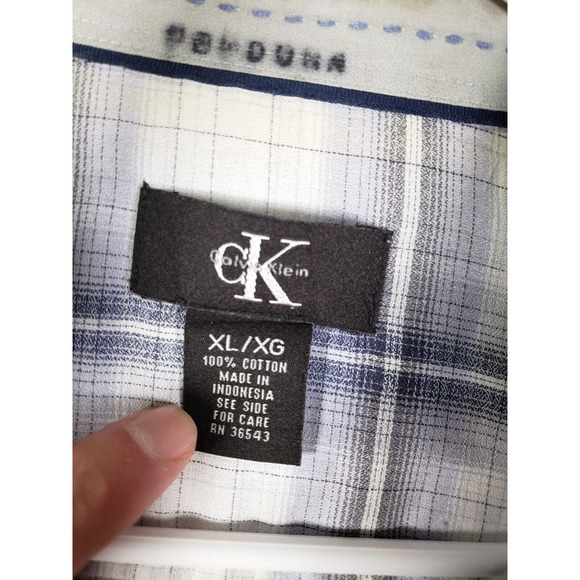 cK
Calvin Klein
XL/XG
100% COTTON
MADE IN
INDONESIA
SEE SIDE
FOR CARE
RN 36543